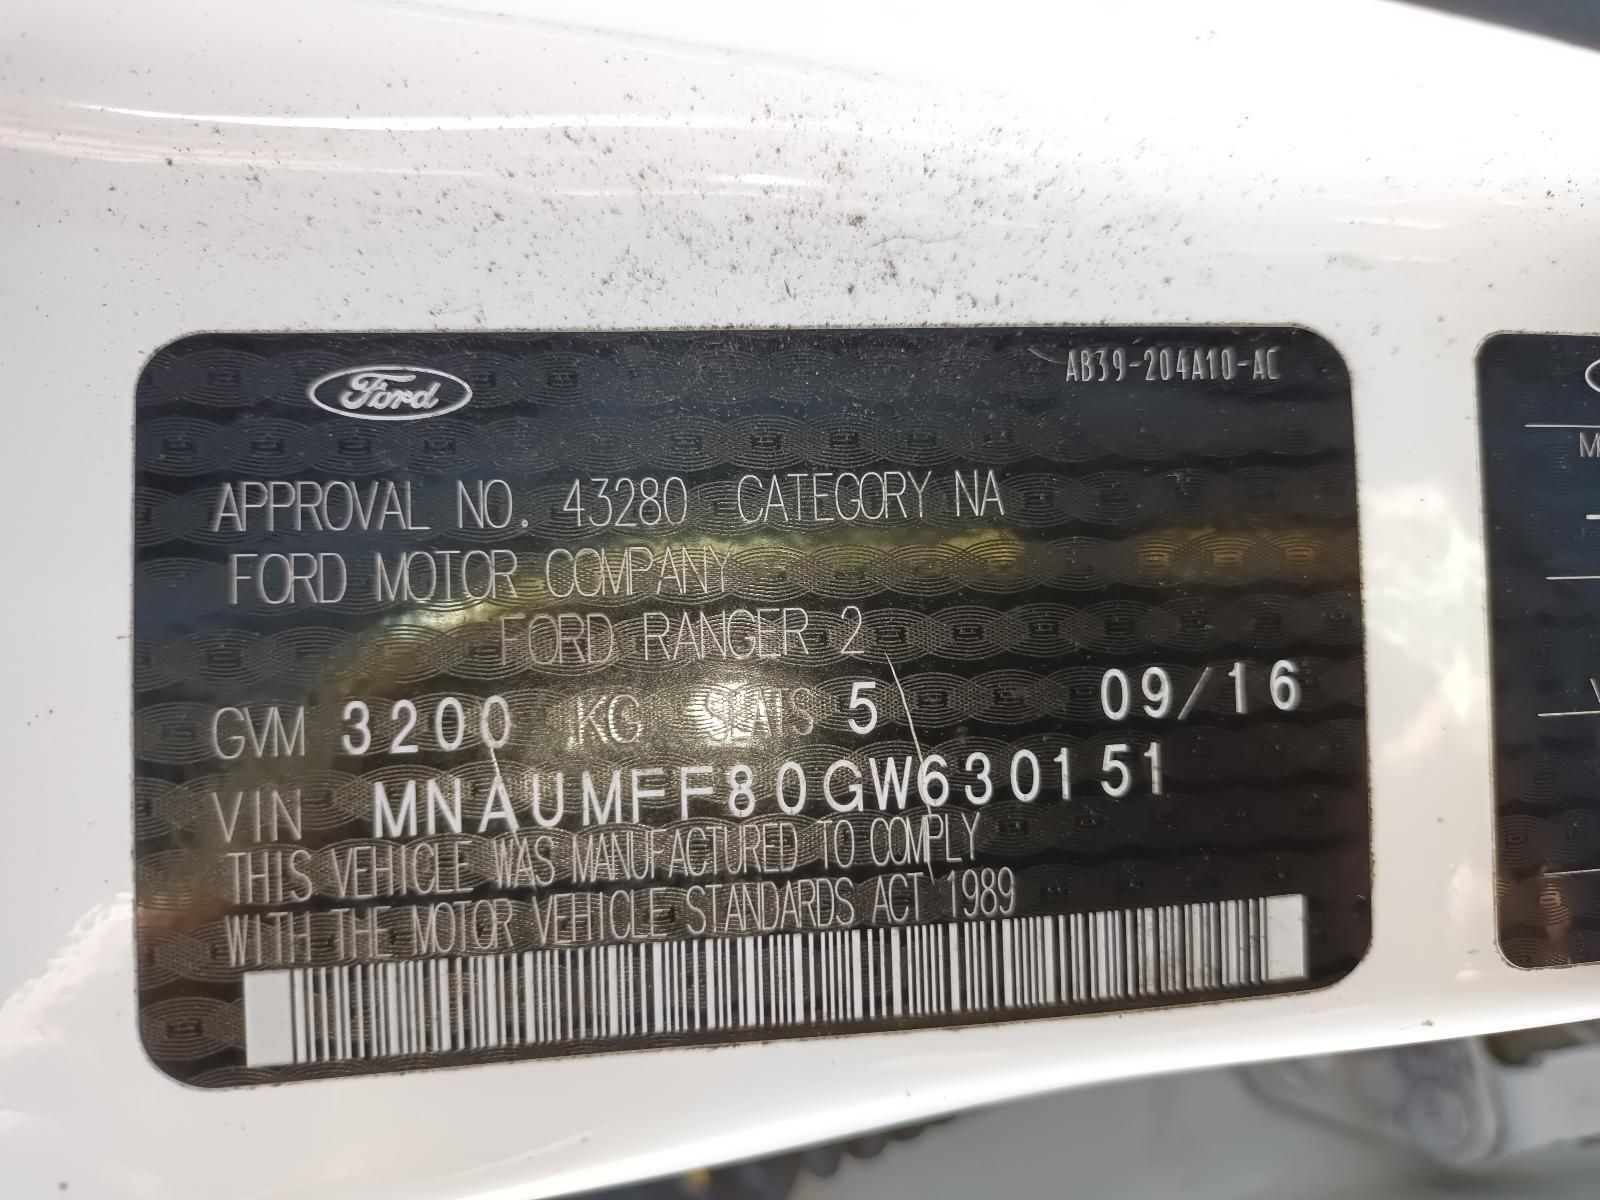 Ford
AB39-204A10-AC
APPROVAL NO. 43280 CATEGORY NA
FORD MOTOR COMPANY
FORD RANGER 2
GVM 3200 KG SEATS 5 09/16
VIN MNAUMFF80GW630151
THIS VEHICLE WAS MANUFACTURED TO COMPLY
WITH THE MOTOR VEHICLE STANDARDS ACT 1989